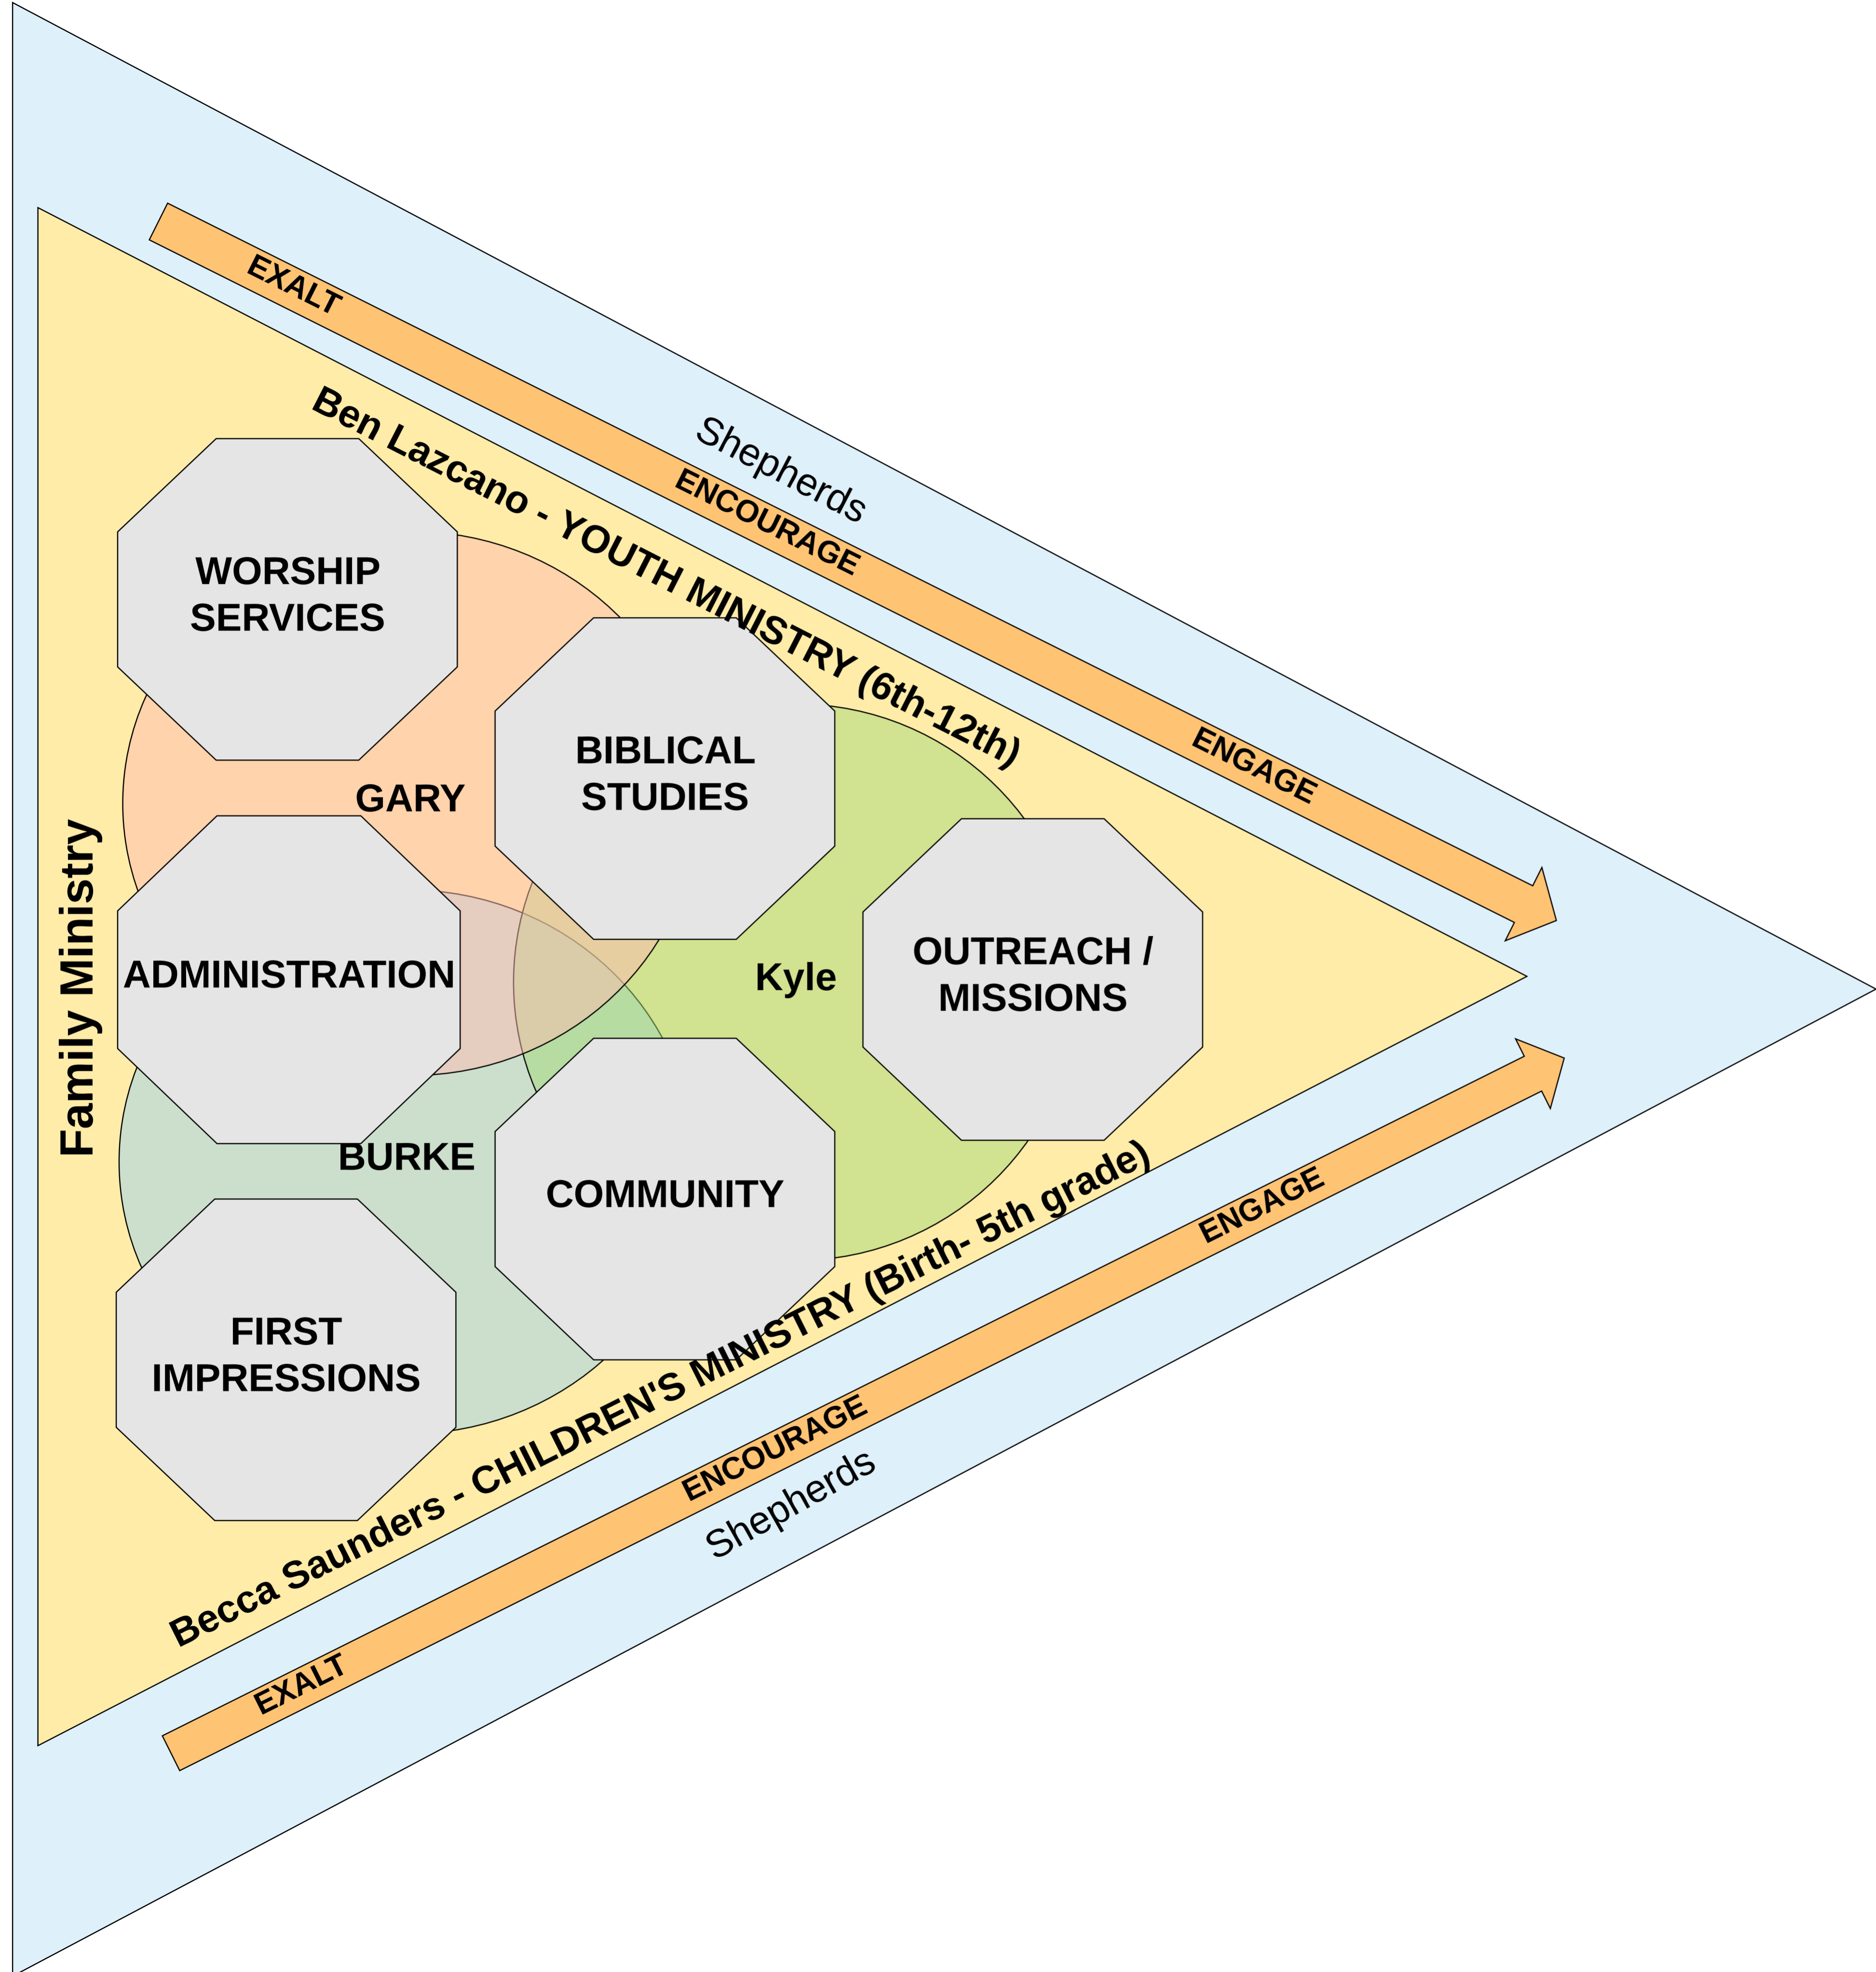 EXALT
Shepherds
ENCOURAGE
ENGAGE
Ben Lazcano - YOUTH MINISTRY (6th-12th)
Family Ministry
WORSHIP
SERVICES
BIBLICAL
STUDIES
GARY
ADMINISTRATION
Kyle
OUTREACH /
MISSIONS
BURKE
COMMUNITY
FIRST
IMPRESSIONS
Becca Saunders - CHILDREN'S MINISTRY (Birth- 5th grade)
EXALT
ENCOURAGE
ENGAGE
Shepherds